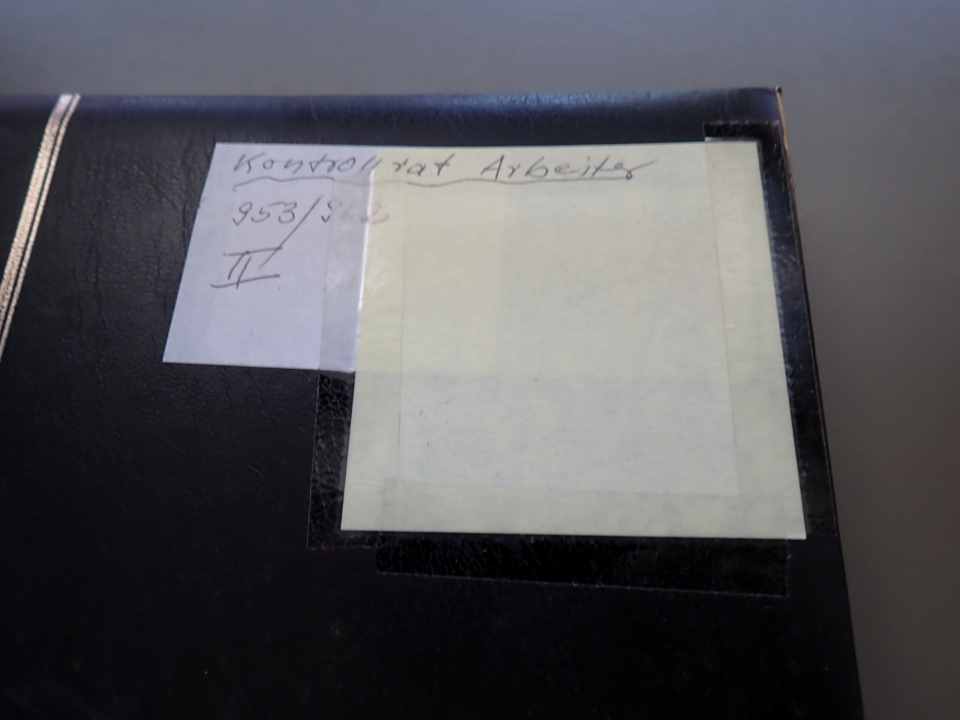 Kontrollrat Arbeiter
953/
II